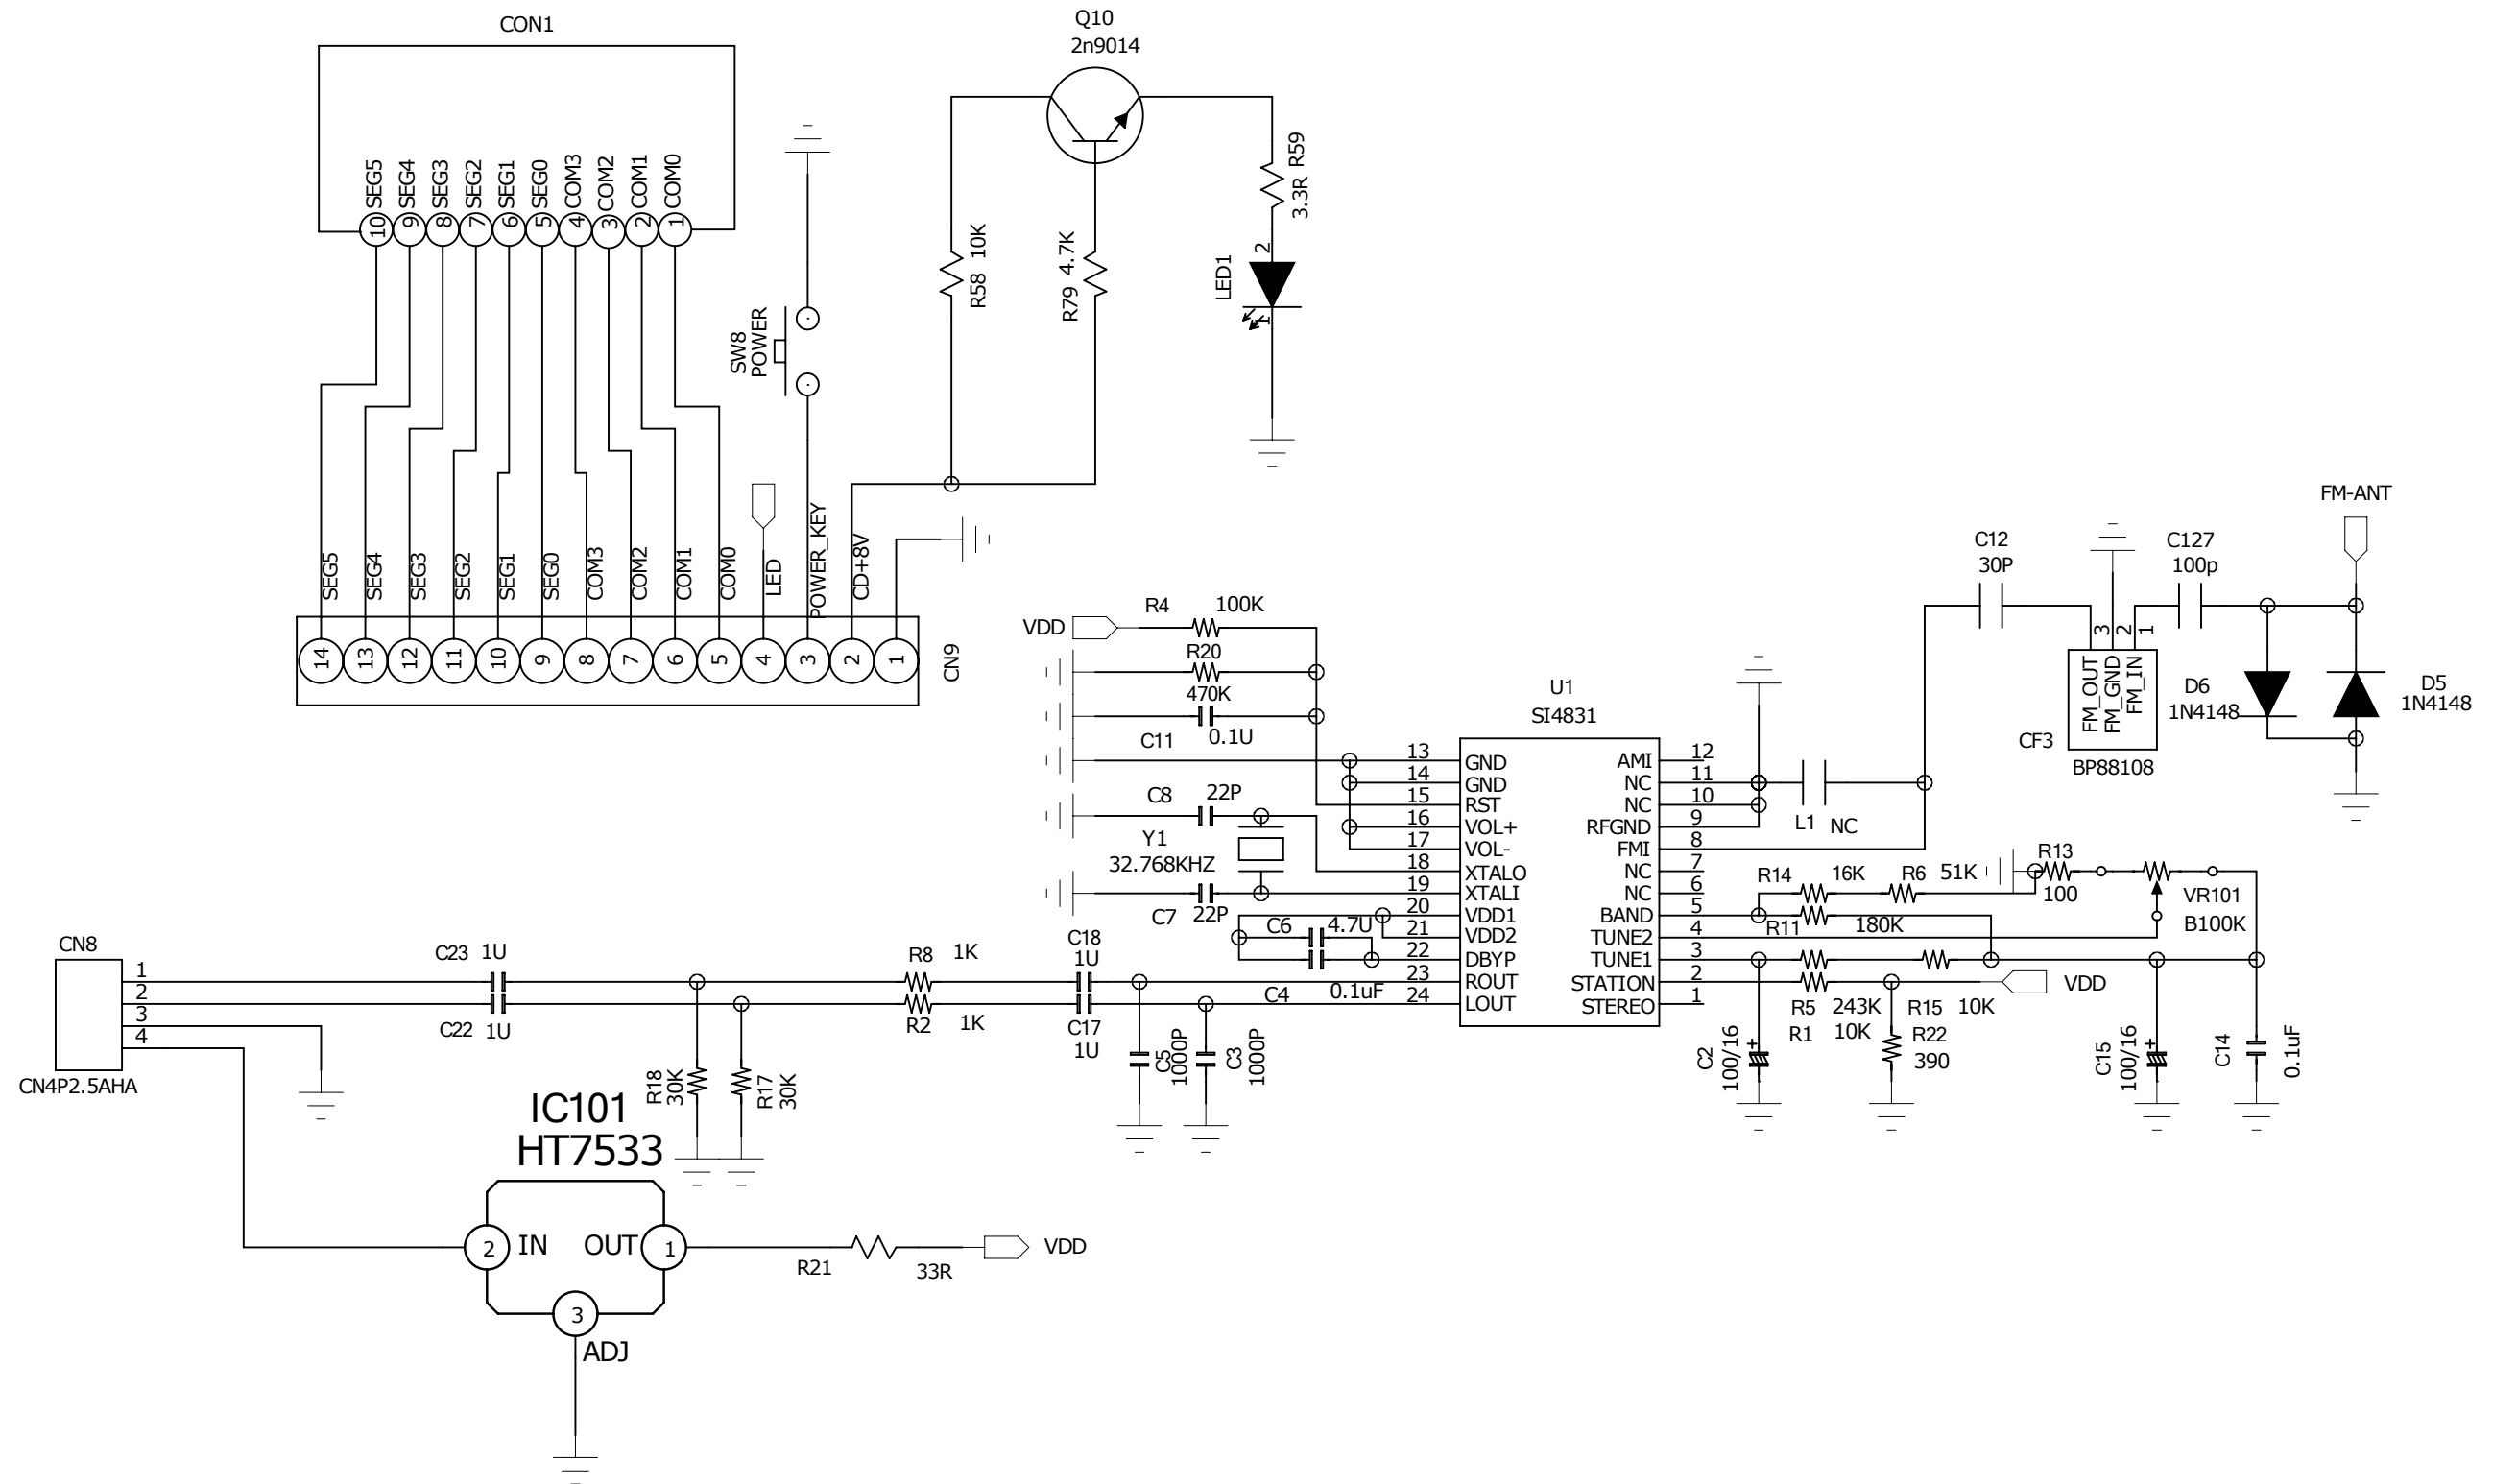 CON1
SEG5
SEG4
SEG3
SEG2
SEG1
SEG0
COM3
COM2
COM1
COM0
10
9
8
7
6
5
4
3
2
1
Q10
2n9014
R59
3.3R
R58 10K
R79 4.7K
LED1
2
1
SW8
POWER
SEG5
SEG4
SEG3
SEG2
SEG1
SEG0
COM3
COM2
COM1
COM0
LED
POWER_KEY
CD+8V
14
13
12
11
10
9
8
7
6
5
4
3
2
1
CN9
VDD
R4
100K
R20
470K
C11
0.1U
C8
22P
Y1
32.768KHZ
C7
22P
C6
4.7U
C4
0.1uF
U1
SI4831
13
14
15
16
17
18
19
20
21
22
23
24
GND
GND
RST
VOL+
VOL-
XTALO
XTALI
VDD1
VDD2
DBYP
ROUT
LOUT
AMI
NC
NC
RFGND
FMI
NC
NC
BAND
TUNE2
TUNE1
STATION
STEREO
12
11
10
9
8
7
6
5
4
3
2
1
L1
NC
C12
30P
C127
100p
FM-ANT
3
2
1
FM_OUT
FM_GND
FM_IN
CF3
BP88108
D6
1N4148
D5
1N4148
R14
16K
R6
51K
R13
100
VR101
B100K
R11
180K
VDD
R5
243K
R15
10K
R1
10K
R22
390
C2
100/16
+
C15
100/16
+
C14
0.1uF
CN8
1
2
3
4
CN4P2.5AHA
C23 1U
C22 1U
R8 1K
R2 1K
C18
1U
C17
1U
C5
1000P
C3
1000P
R18
30K
R17
30K
IC101
HT7533
2
IN
OUT
1
3
ADJ
R21
33R
VDD